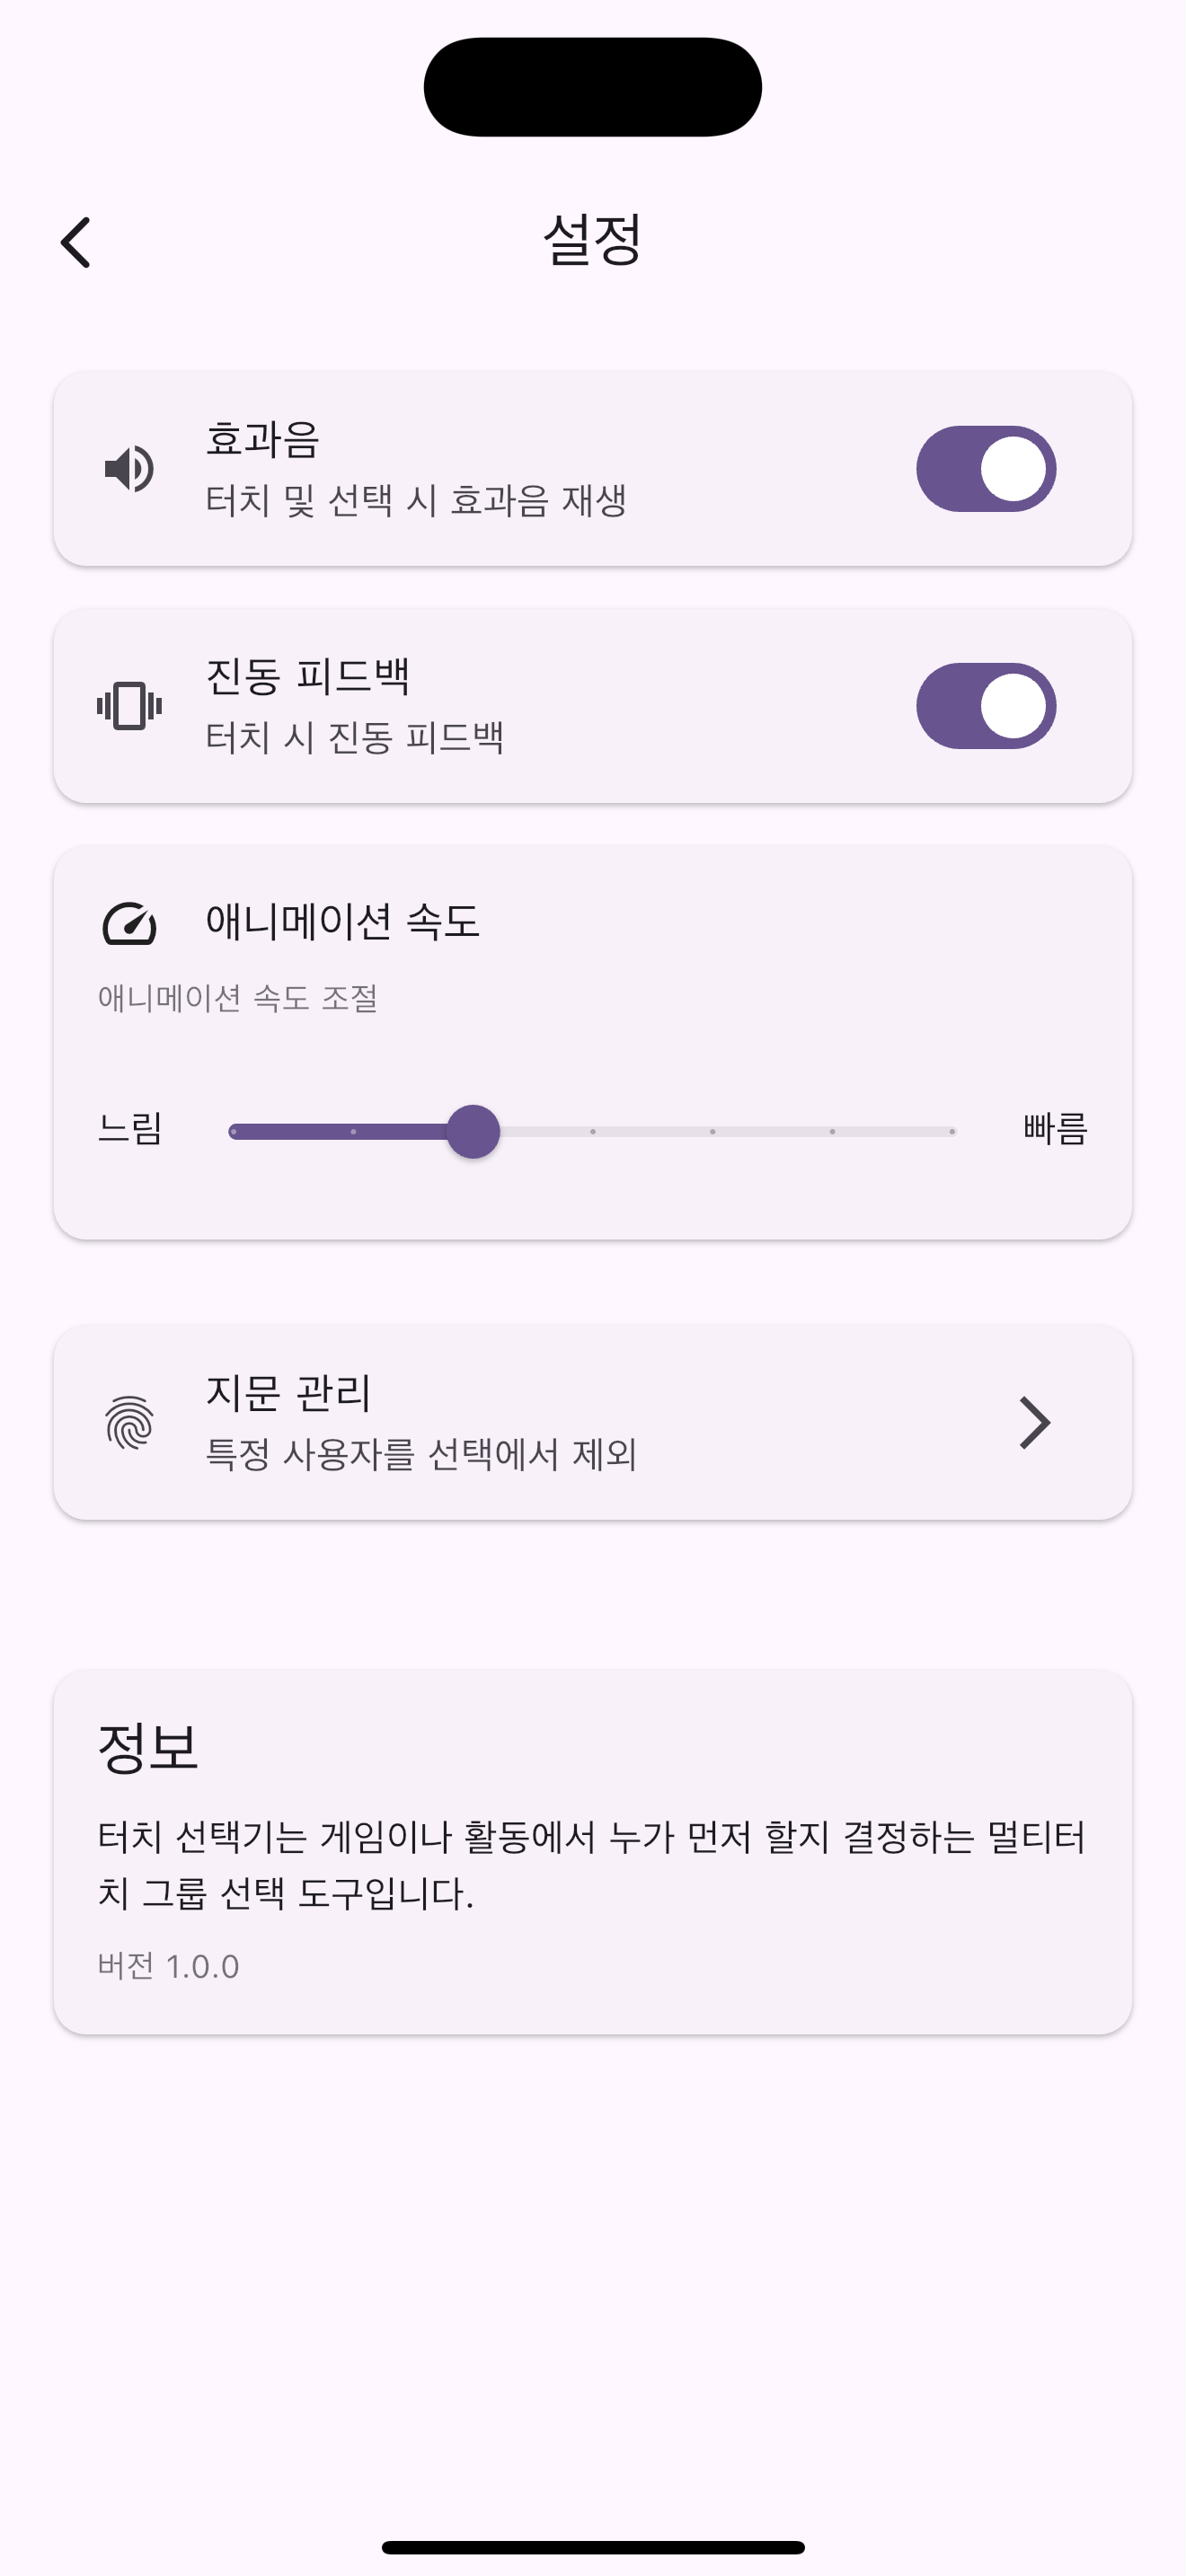 설정
효과음
터치 및 선택 시 효과음 재생
진동 피드백
터치 시 진동 피드백
애니메이션 속도
애니메이션 속도 조절
느림
빠름
지문 관리
특정 사용자를 선택에서 제외
정보
터치 선택기는 게임이나 활동에서 누가 먼저 할지 결정하는 멀티터
치 그룹 선택 도구입니다.
버전 1.0.0